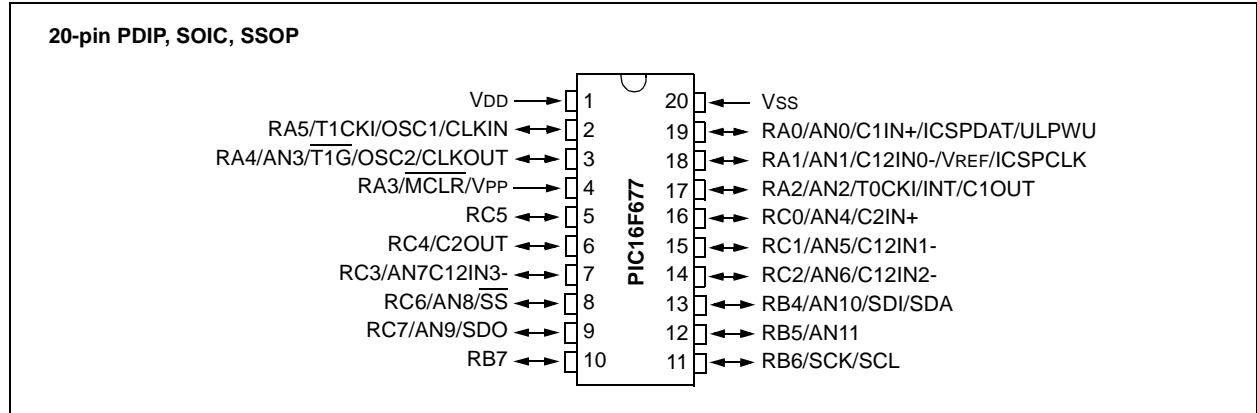 20-pin PDIP, SOIC, SSOP
VDD 1 20 VSS
RA5/T1CKI/OSC1/CLKIN 2 19 RA0/AN0/C1IN+/ICSPDAT/ULPWU
RA4/AN3/T1G/OSC2/CLKOUT 3 18 RA1/AN1/C12IN0-/VREF/ICSPCLK
RA3/MCLR/VPP 4 17 RA2/AN2/T0CKI/INT/C1OUT
RC5 5 16 RC0/AN4/C2IN+
RC4/C2OUT 6 15 RC1/AN5/C12IN1-
RC3/AN7C12IN3- 7 14 RC2/AN6/C12IN2-
RC6/AN8/SS 8 13 RB4/AN10/SDI/SDA
RC7/AN9/SDO 9 12 RB5/AN11
RB7 10 11 RB6/SCK/SCL
PIC16F677